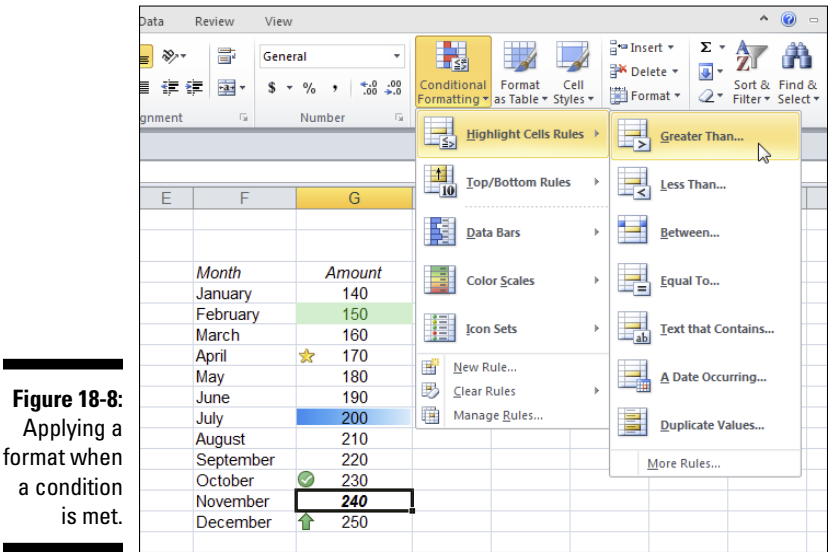 Data Review View
General
$ % , .0 .00 .00 .0
Insert
Delete
Format
Σ
A Z
Conditional Formatting
Format as Table
Cell Styles
Sort & Filter
Find & Select
gnment Number
Highlight Cells Rules
Top/Bottom Rules
10
Data Bars
Color Scales
Icon Sets
New Rule...
Clear Rules
Manage Rules...
Greater Than...
Less Than...
Between...
Equal To...
Text that Contains...
ab
A Date Occurring...
Duplicate Values...
More Rules...
E F G
Month Amount
January 140
February 150
March 160
April 170
May 180
June 190
July 200
August 210
September 220
October 230
November 240
December 250
Figure 18-8:
Applying a
format when
a condition
is met.